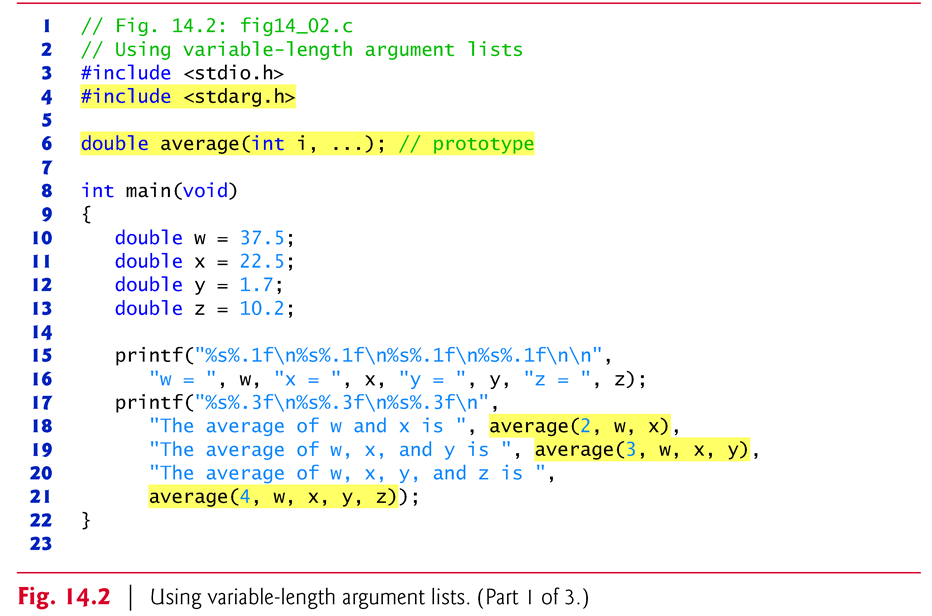 1 // Fig. 14.2: fig14_02.c
2 // Using variable-length argument lists
3 #include <stdio.h>
4 #include <stdarg.h>
5
6 double average(int i, ...); // prototype
7
8 int main(void)
9 {
10    double w = 37.5;
11    double x = 22.5;
12    double y = 1.7;
13    double z = 10.2;
14
15    printf("%s%.1f\n%s%.1f\n%s%.1f\n%s%.1f\n\n",
16       "w = ", w, "x = ", x, "y = ", y, "z = ", z);
17    printf("%s%.3f\n%s%.3f\n%s%.3f\n",
18       "The average of w and x is ", average(2, w, x),
19       "The average of w, x, and y is ", average(3, w, x, y),
20       "The average of w, x, y, and z is ",
21       average(4, w, x, y, z));
22 }
23
Fig. 14.2 | Using variable-length argument lists. (Part 1 of 3.)